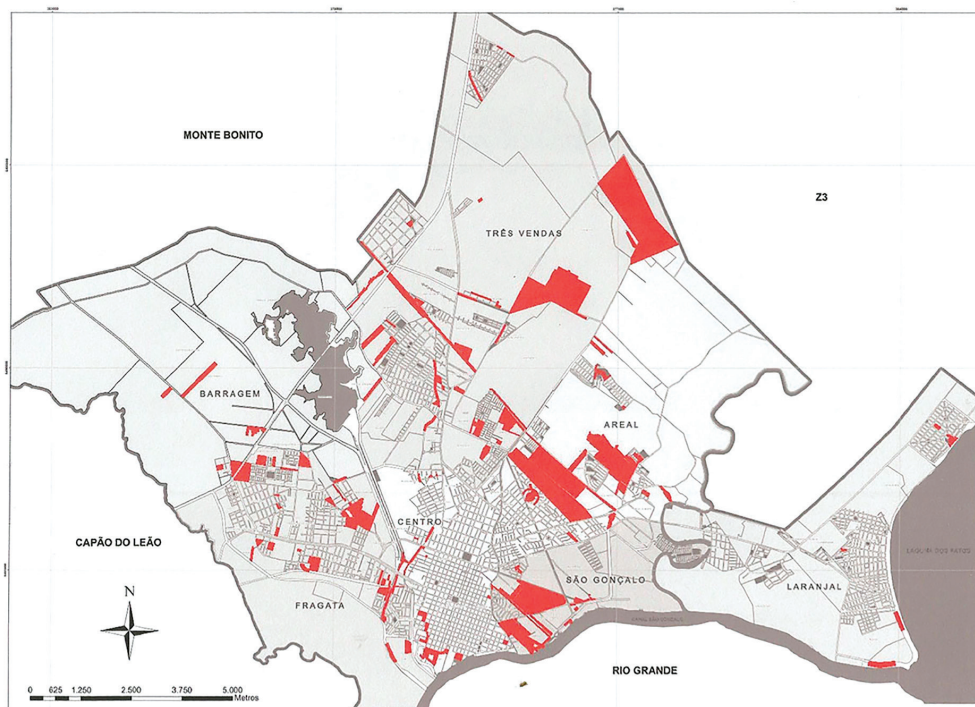 MONTE BONITO
Z3
TRÊS VENDAS
BARRAGEM
AREAL
CENTRO
CAPÃO DO LEÃO
SÃO GONÇALO
LARANJAL
FRAGATA
N
RIO GRANDE
0 625 1.250 2.500 3.750 5.000
Metros